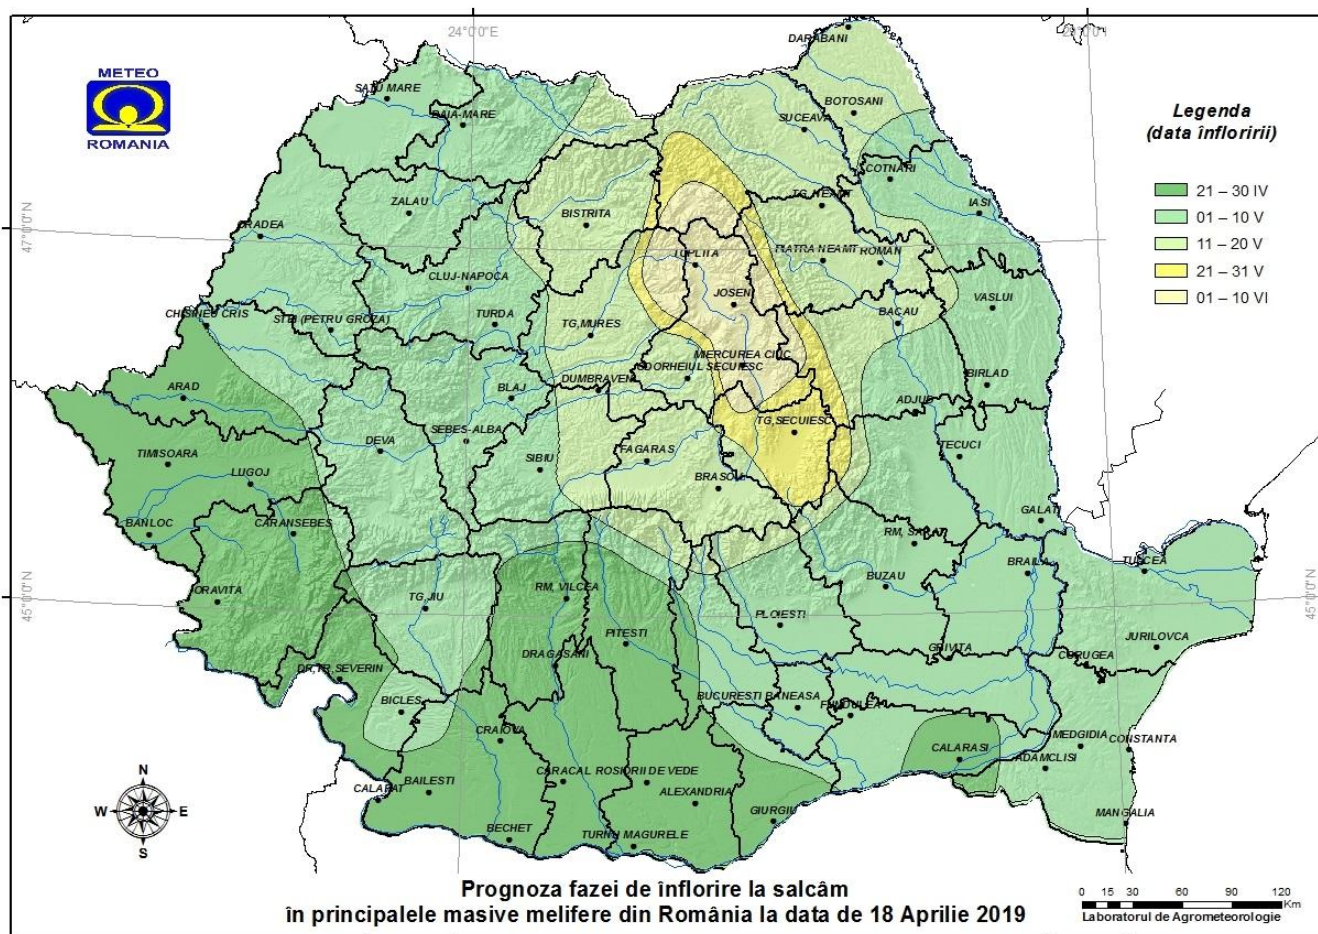 24°0'0"E
METEO
ROMANIA
DARABANI
SATU MARE
BAIA-MARE
BOTOSANI
SUCEAVA
Legenda
(data înfloririi)
COTNARI
21 – 30 IV
01 – 10 V
11 – 20 V
21 – 31 V
01 – 10 VI
ZALAU
TG,NEAMT
IASI
BISTRITA
47°0'0"N
ORADEA
TOPLITA
PIATRA NEAMT
ROMAN
CLUJ-NAPOCA
JOSENI
VASLUI
CHISINEU CRIS
STEI (PETRU GROZA)
TURDA
TG,MURES
BACAU
MIERCUREA CIUC
ODORHEIUL SECUIESC
DUMBRAVENI
BIRLAD
ARAD
BLAJ
ADJUD
SEBES-ALBA
TG,SECUIESC
DEVA
TECUCI
TIMISOARA
SIBIU
FAGARAS
LUGOJ
BRASOV
BANLOC
CARANSEBES
GALATI
RM, SARAT
BRAILA
TULCEA
BUZAU
ORAVITA
RM, VILCEA
TG,JIU
PLOIESTI
45°0'0"N
45°0'0"N
PITESTI
JURILOVCA
DRAGASANI
GRIVITA
CORUGEA
DR,TR,SEVERIN
BICLES
BUCURESTI BANEASA
FUNDULEA
CRAIOVA
CALARASI
MEDGIDIA
CONSTANTA
ADAMCLISI
BAILESTI
CARACAL
ROSIORII DE VEDE
CALAFAT
ALEXANDRIA
GIURGIU
MANGALIA
BECHET
TURNU MAGURELE
N
W
E
S
Prognoza fazei de înflorire la salcâm
în principalele masive melifere din România la data de 18 Aprilie 2019
0 15 30 60 90 120
Km
Laboratorul de Agrometeorologie